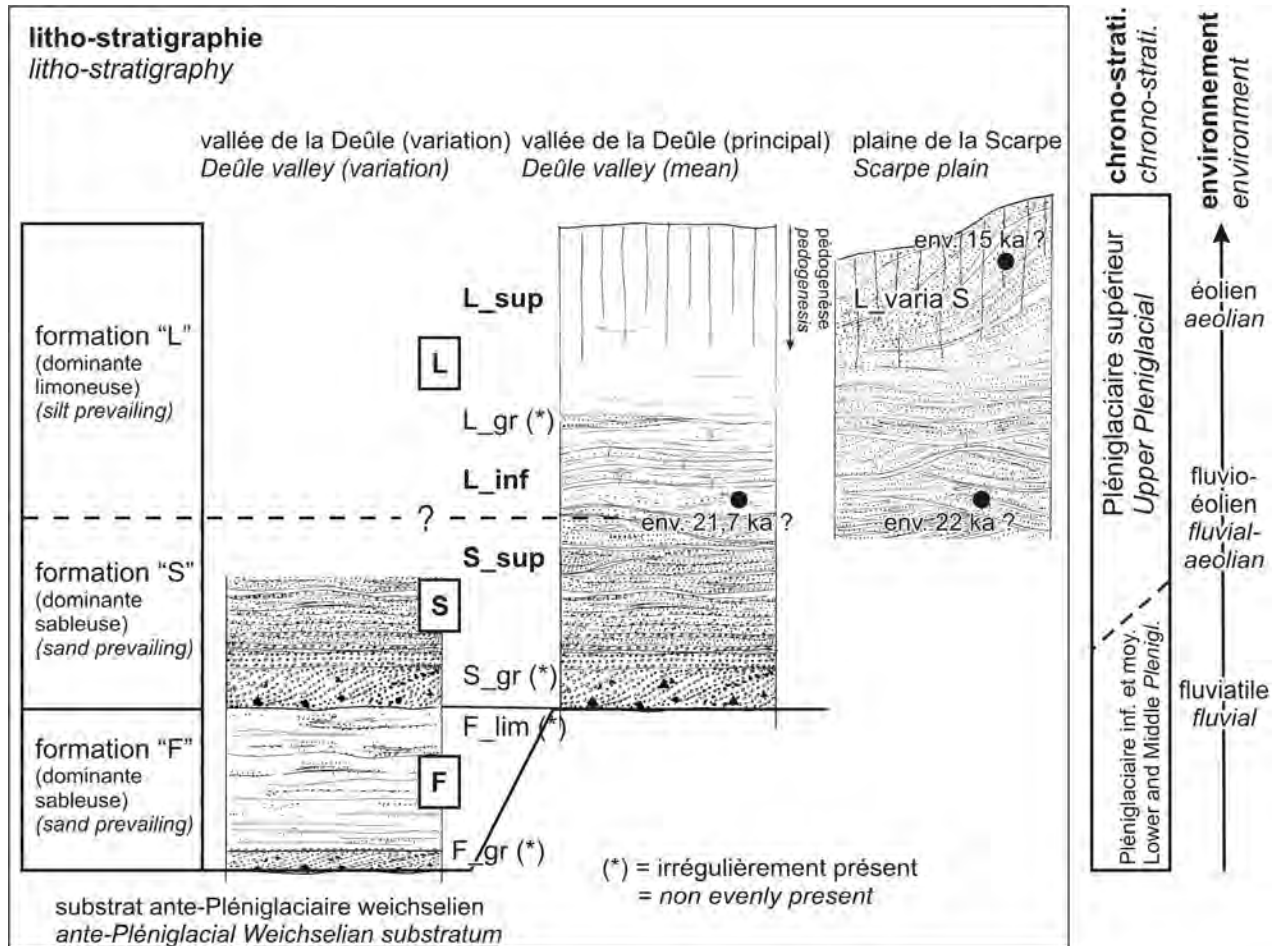 litho-stratigraphie
litho-stratigraphy
vallée de la Deûle (variation)
Deûle valley (variation)
vallée de la Deûle (principal)
Deûle valley (mean)
plaine de la Scarpe
Scarpe plain
formation “L”
(dominante
limoneuse)
(silt prevailing)
formation “S”
(dominante
sableuse)
(sand prevailing)
formation “F”
(dominante
sableuse)
(sand prevailing)
L_sup
L
L_gr (*)
L_inf
?
S_sup
S
S_gr (*)
F_lim (*)
F
F_gr (*)
pédogenèse
pedogenesis
env. 21,7 ka ?
env. 15 ka ?
L_varia S
env. 22 ka ?
(*) = irrégulièrement présent
= non evenly present
substrat ante-Pléniglaciaire weichselien
ante-Pléniglacial Weichselian substratum
chrono-strati.
chrono-strati.
Pléniglaciaire supérieur
Upper Pleniglacial
Pléniglaciaire inf. et moy.
Lower and Middle Plenigl.
environnement
environment
éolien
aeolian
fluvio-
éolien
fluvial-
aeolian
fluviatile
fluvial